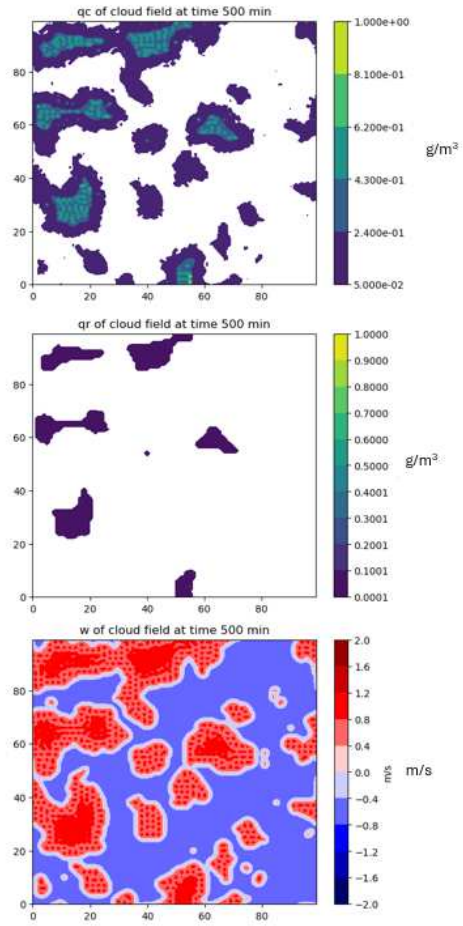 qc of cloud field at time 500 min
1.000e+00
80
8.100e-01
60
6.200e-01
g/m³
40
4.300e-01
20
2.400e-01
0
5.000e-02
0 20 40 60 80
qr of cloud field at time 500 min
1.0000
0.9000
80
0.8000
0.7000
60
0.6000
0.5000
g/m³
40
0.4000
0.3001
20
0.2001
0.1001
0
0.0001
0 20 40 60 80
w of cloud field at time 500 min
2.0
1.6
80
1.2
0.8
60
0.4
0.0
m/s
m/s
40
−0.4
−0.8
20
−1.2
−1.6
0
−2.0
0 20 40 60 80